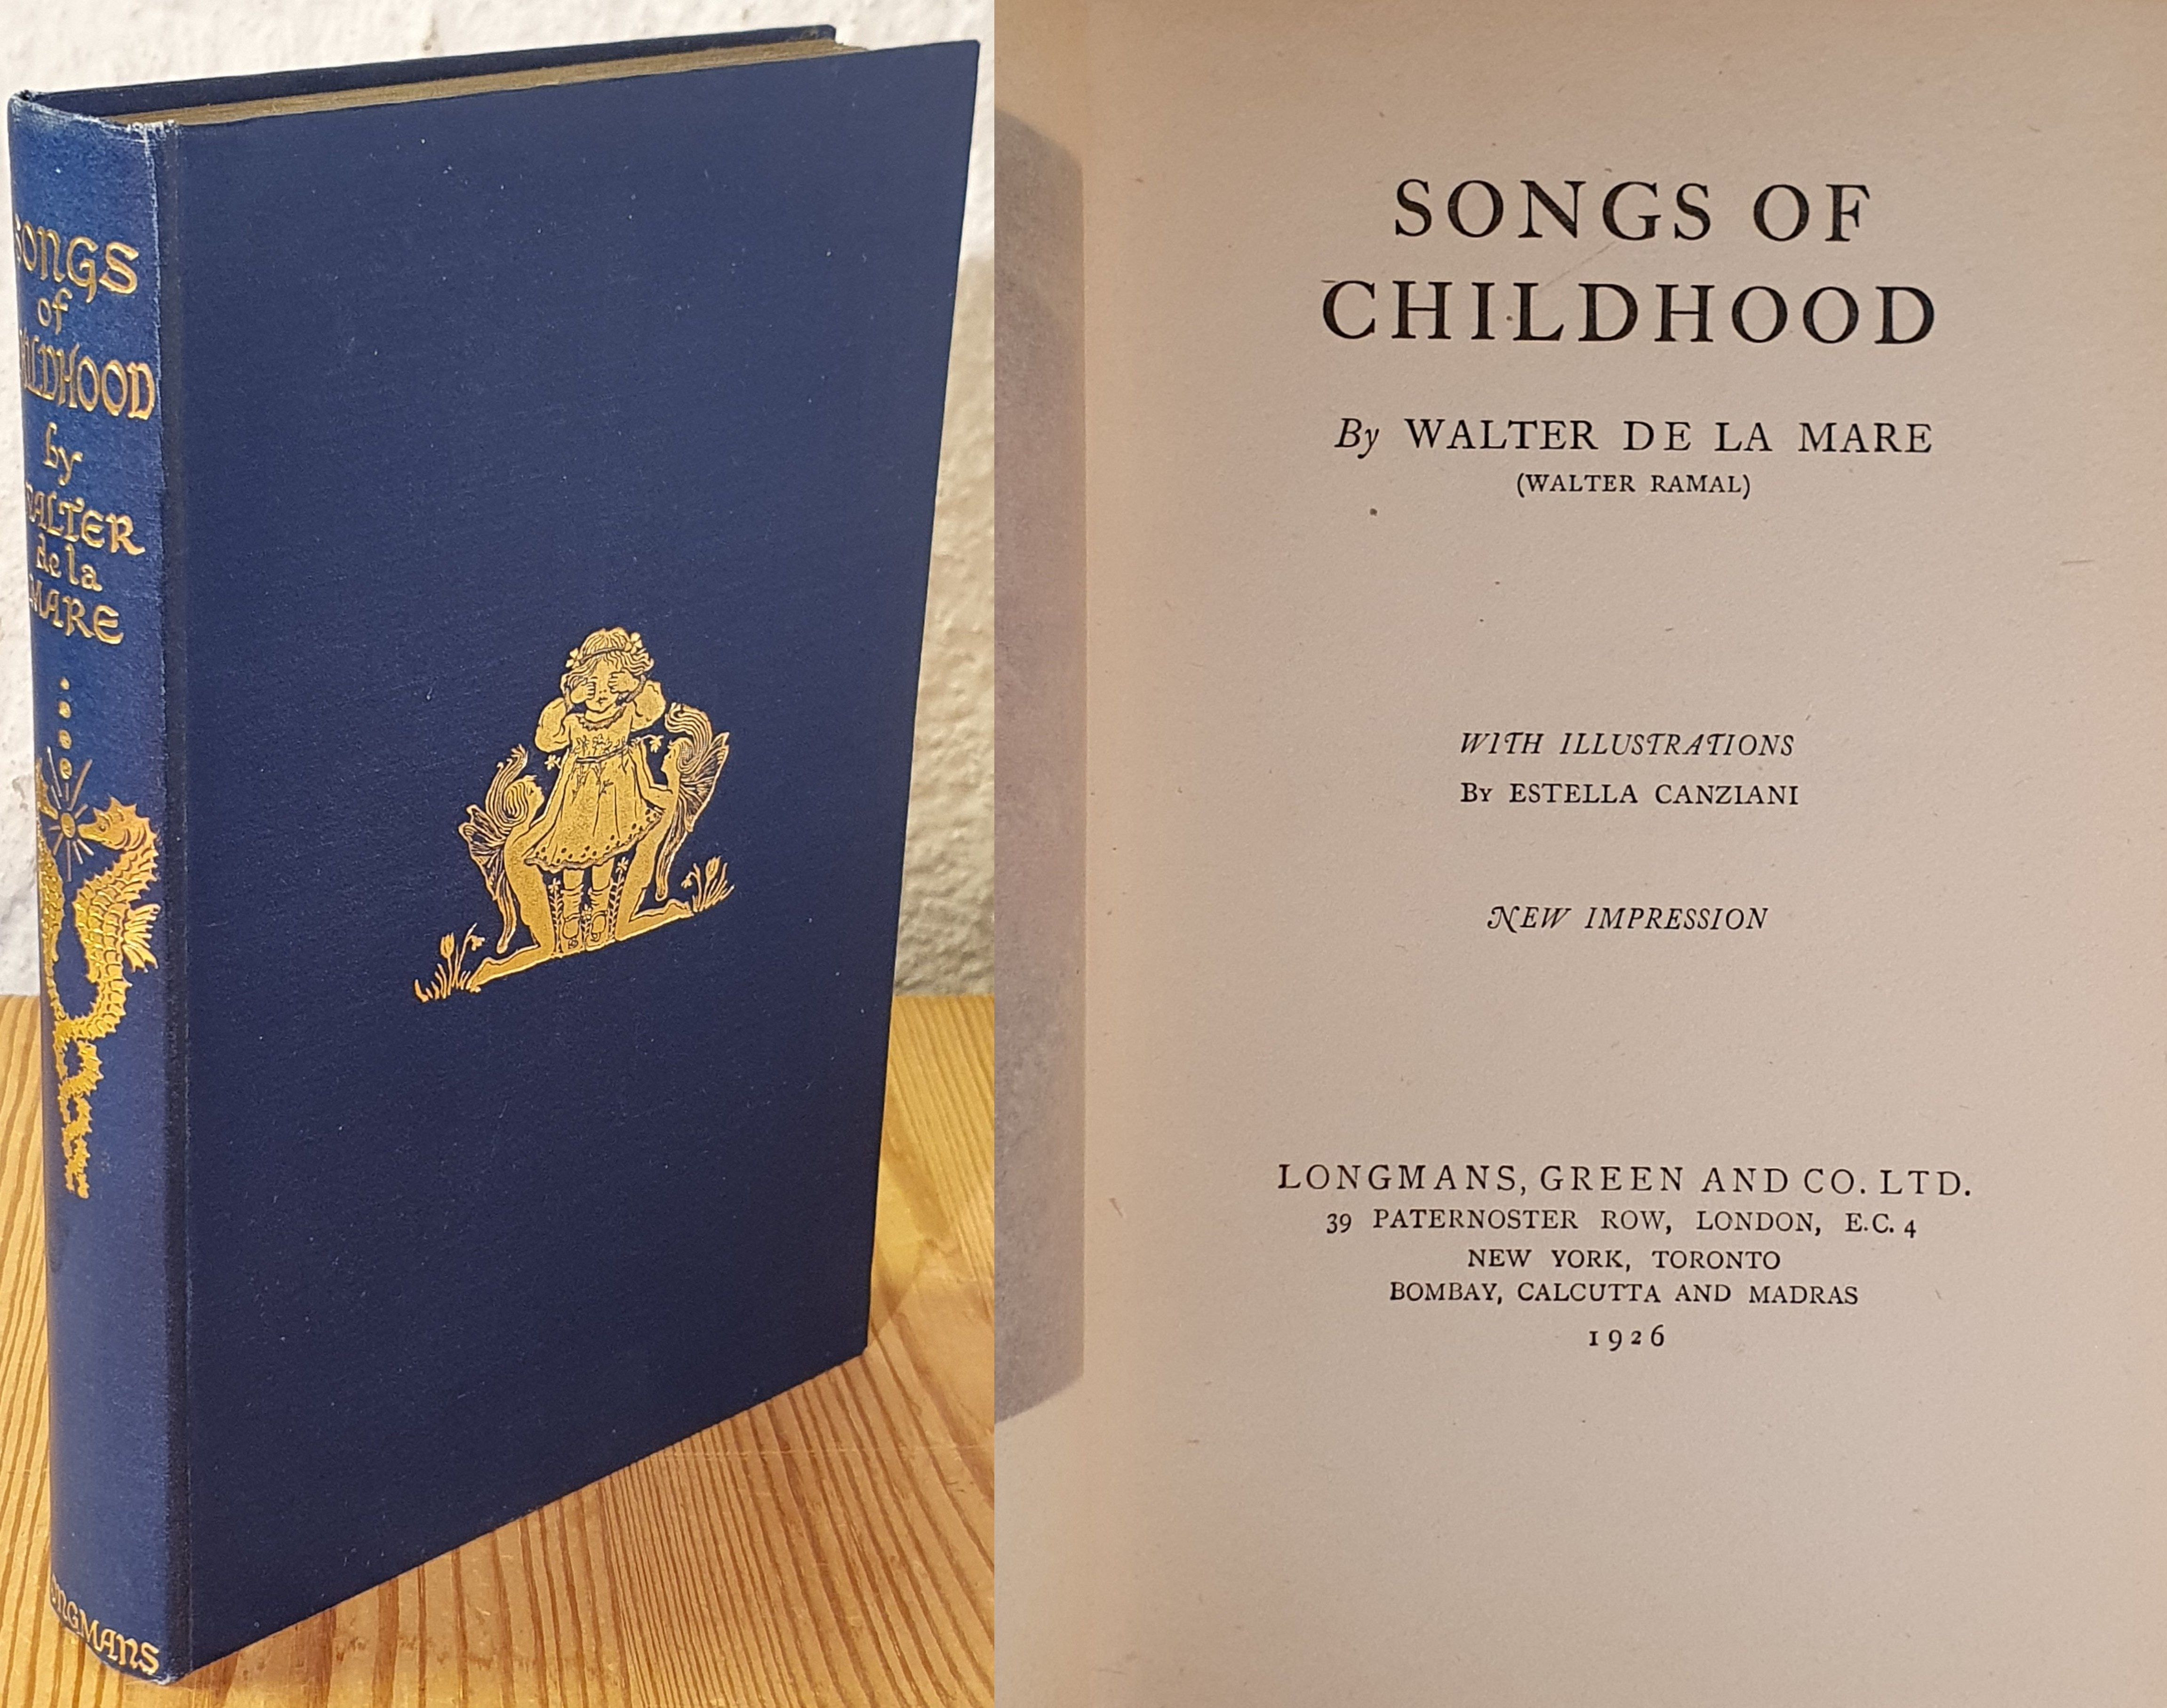 SONGS
of
CHILDHOOD
by
WALTER
de la
MARE
LONGMANS
SONGS OF
CHILDHOOD
By WALTER DE LA MARE
(WALTER RAMAL)
WITH ILLUSTRATIONS
By ESTELLA CANZIANI
NEW IMPRESSION
LONGMANS, GREEN AND CO. LTD.
39 PATERNOSTER ROW, LONDON, E.C. 4
NEW YORK, TORONTO
BOMBAY, CALCUTTA AND MADRAS
1926